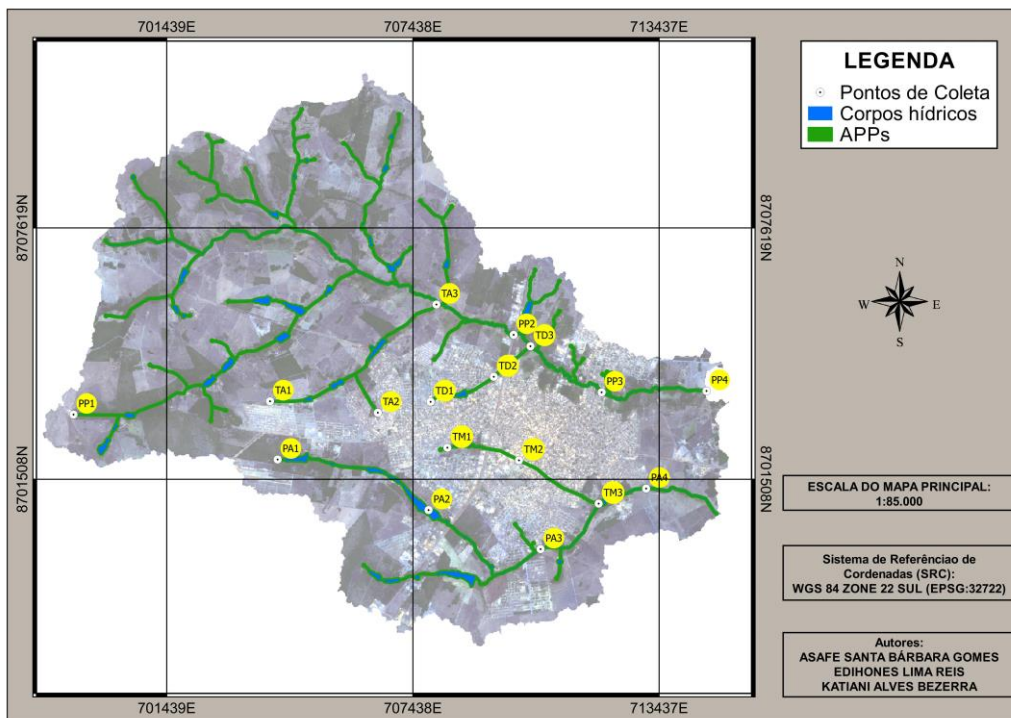 701439E
707438E
713437E
LEGENDA
Pontos de Coleta
Corpos hídricos
APPs
8707619N
8707619N
N
W
E
S
TA3
PP2
TD3
TD2
PP3
PP4
PP1
TA1
TA2
TD1
PA1
TM1
TM2
PA2
TM3
PA4
PA3
8701508N
8701508N
ESCALA DO MAPA PRINCIPAL:
1:85.000
Sistema de Referênciao de
Cordenadas (SRC):
WGS 84 ZONE 22 SUL (EPSG:32722)
Autores:
ASAFE SANTA BÁRBARA GOMES
EDIHONES LIMA REIS
KATIANI ALVES BEZERRA
701439E
707438E
713437E